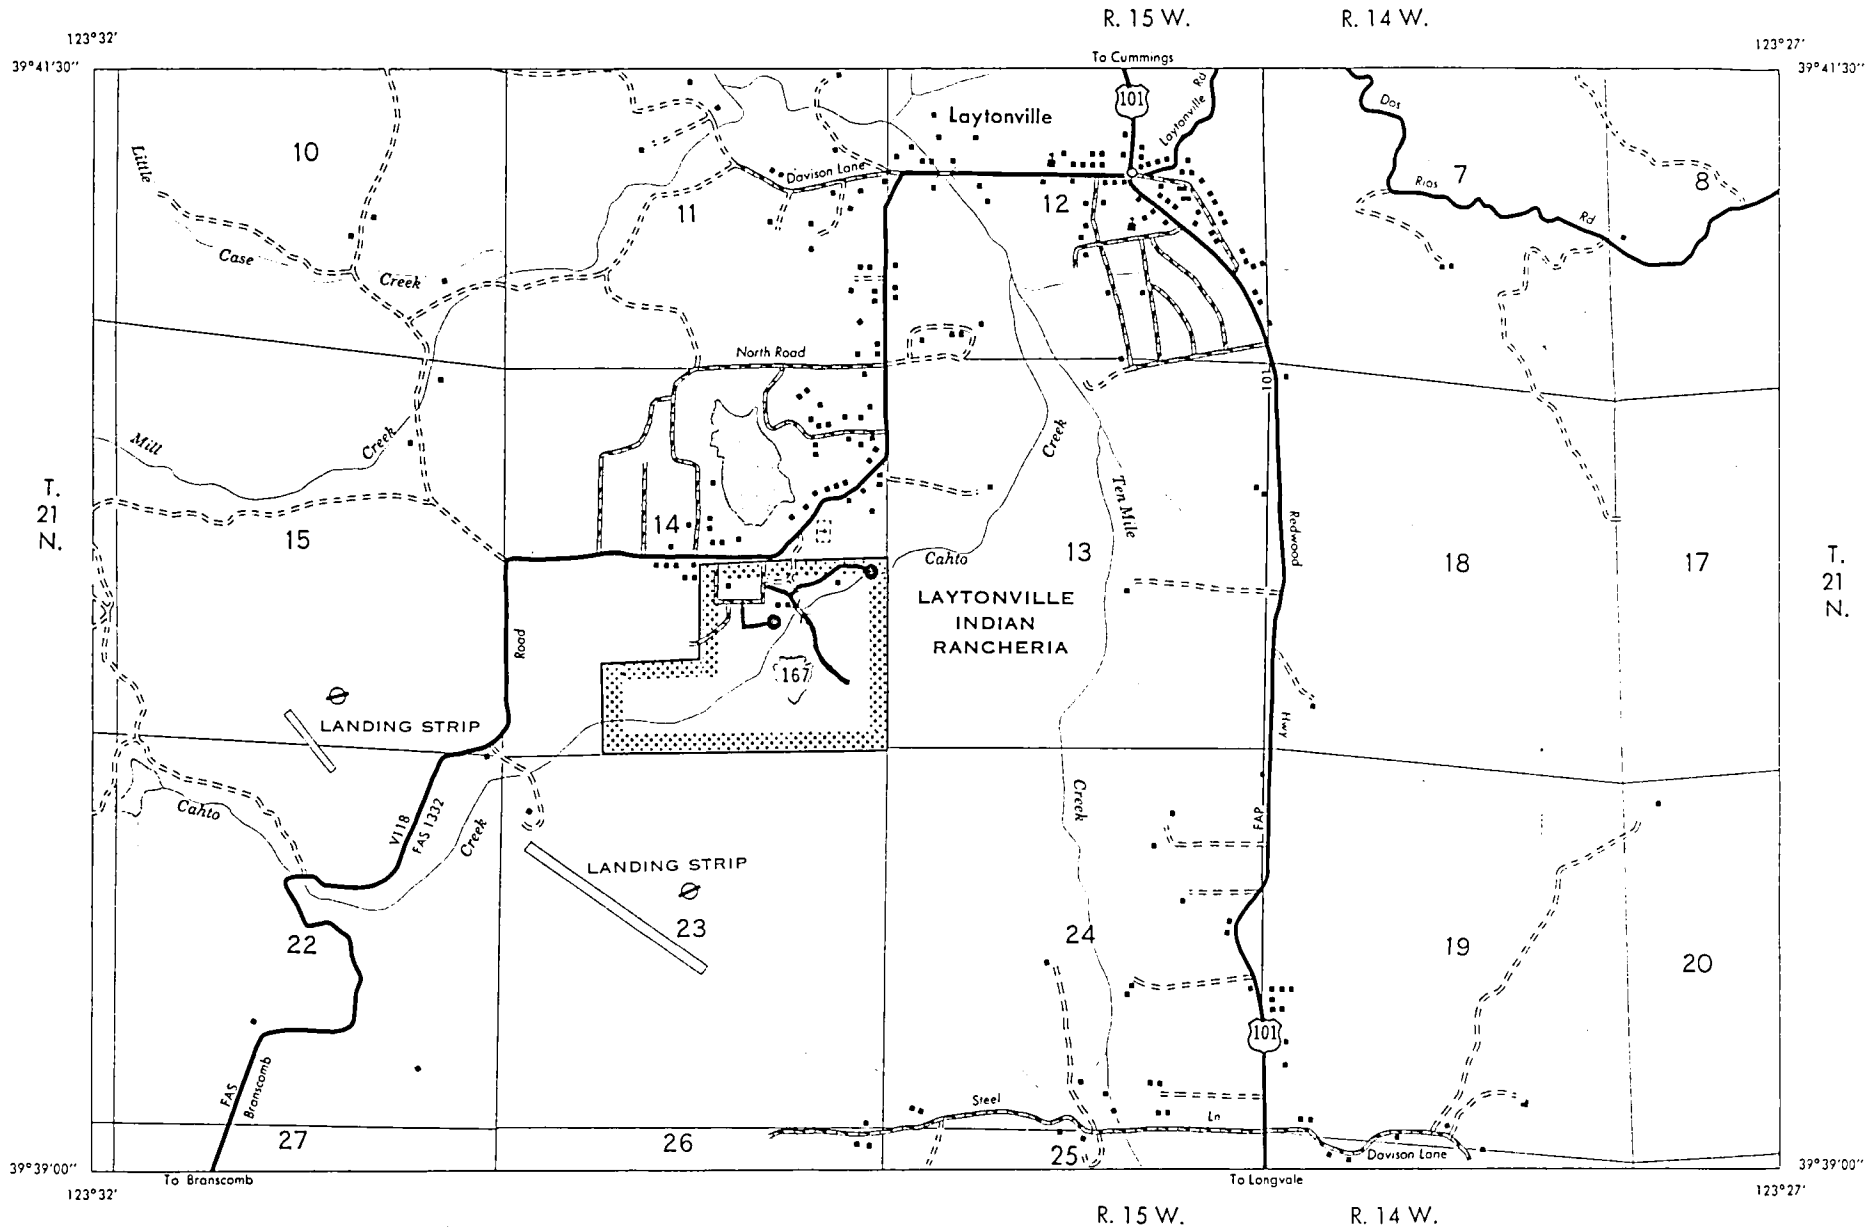 R. 15 W. R. 14 W.
123°32' 123°27'
39°41'30" 39°41'30"
To Cummings
101
Laytonville Rd
Dos
Laytonville
10
Little
7
8
Davison Lane
Rios
Rd
11
12
Case
Creek
North Road
101
Mill
Creek
Creek
T.
21
N.
Ten Mile
Redwood
15
14
13
18
17
T.
21
N.
Cahto
LAYTONVILLE
INDIAN
RANCHERIA
Road
167
LANDING STRIP
Hwy
Cahto
V118
FAS 1332
Creek
Creek
FAP
LANDING STRIP
22
23
24
19
20
101
FAS
Branscomb
Steel
Ln
27
26
25
Davison Lane
39°39'00" 39°39'00"
To Branscomb
To Longvale
123°32' 123°27'
R. 15 W. R. 14 W.